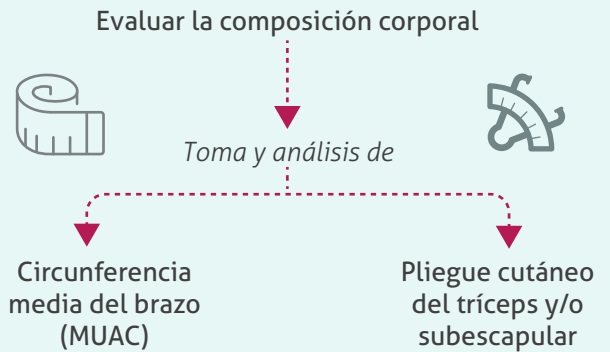 Evaluar la composición corporal
Toma y análisis de
Circunferencia
media del brazo
(MUAC)
Pliegue cutáneo
del tríceps y/o
subescapular